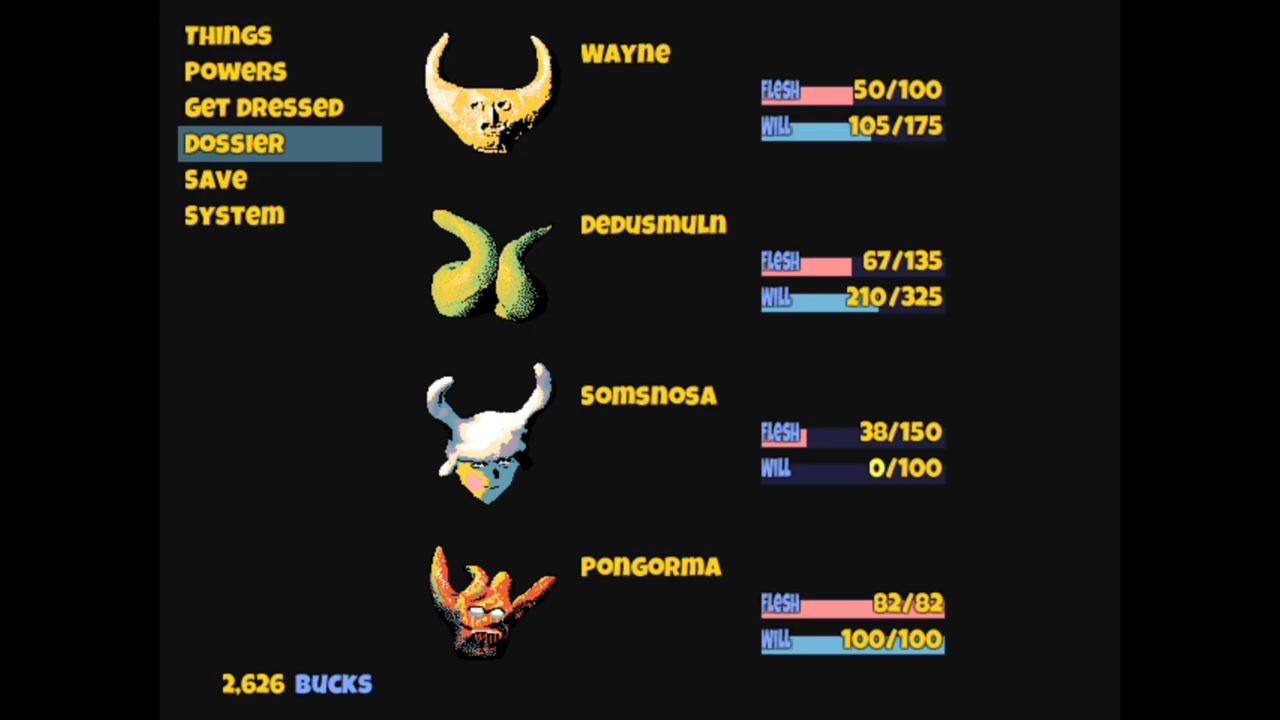 THINGS
POWERS
GET DRESSED
DOSSIER
SAVE
SYSTEM
2,626 BUCKS
WAYNE
FLESH 50/100
WILL 105/175
DEDUSMULN
FLESH 67/135
WILL 210/325
SOMSNOSA
FLESH 38/150
WILL 0/100
PONGORMA
FLESH 82/82
WILL 100/100